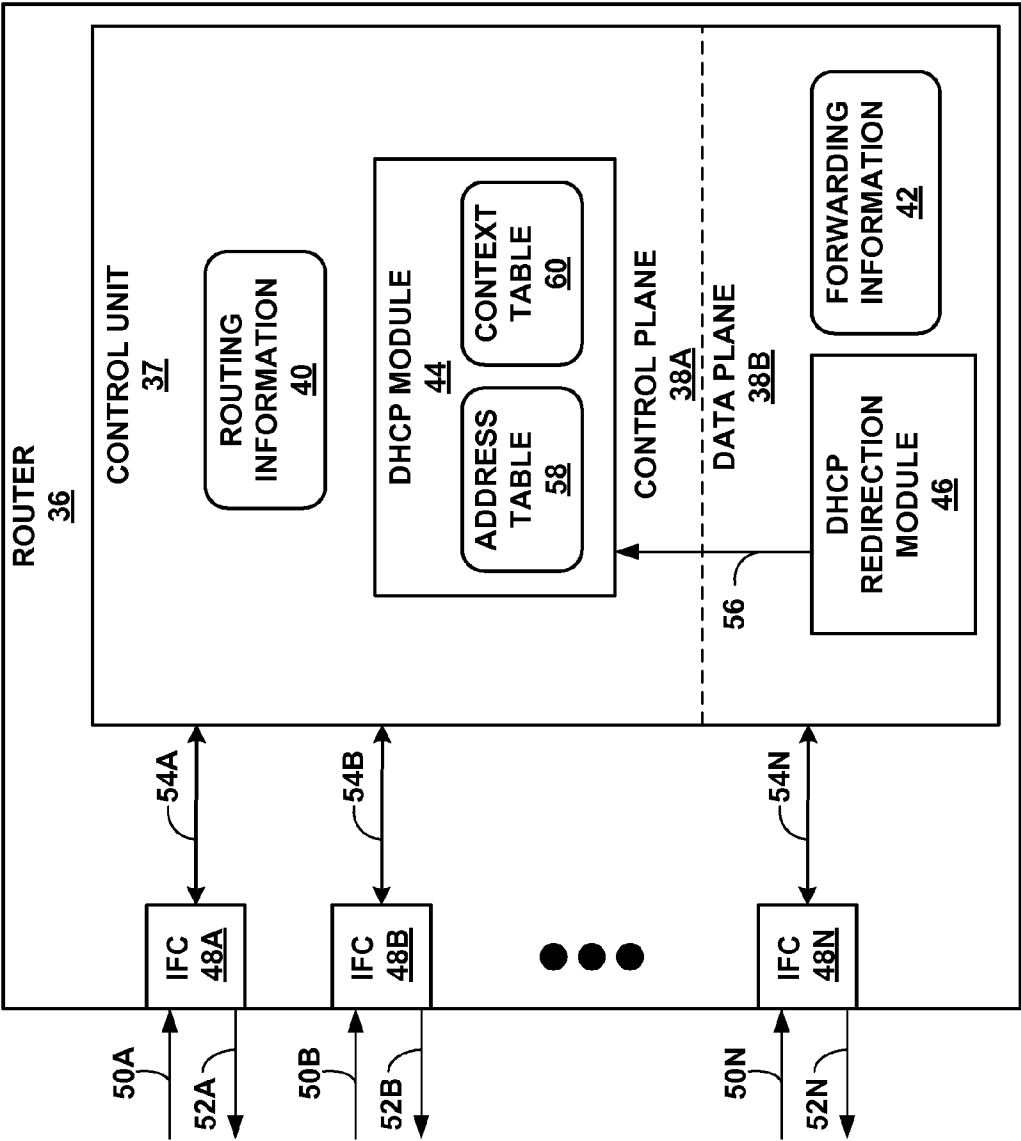 ROUTER
36
CONTROL UNIT
37
ROUTING
INFORMATION
40
DHCP MODULE
44
ADDRESS
TABLE
58
CONTEXT
TABLE
60
CONTROL PLANE
38A
DATA PLANE
38B
DHCP
REDIRECTION
MODULE
46
FORWARDING
INFORMATION
42
56
54A
54B
54N
IFC
48A
IFC
48B
IFC
48N
50A
52A
50B
52B
50N
52N